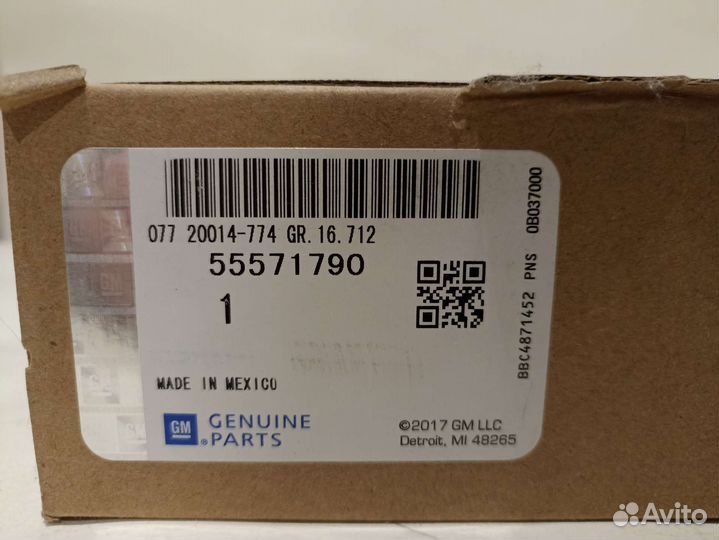 077 20014-774 GR.16.712
55571790
1
MADE IN MEXICO
GM
GENUINE
PARTS
©2017 GM LLC
Detroit, MI 48265
BBC4871452 PNS 0B037000
Avito